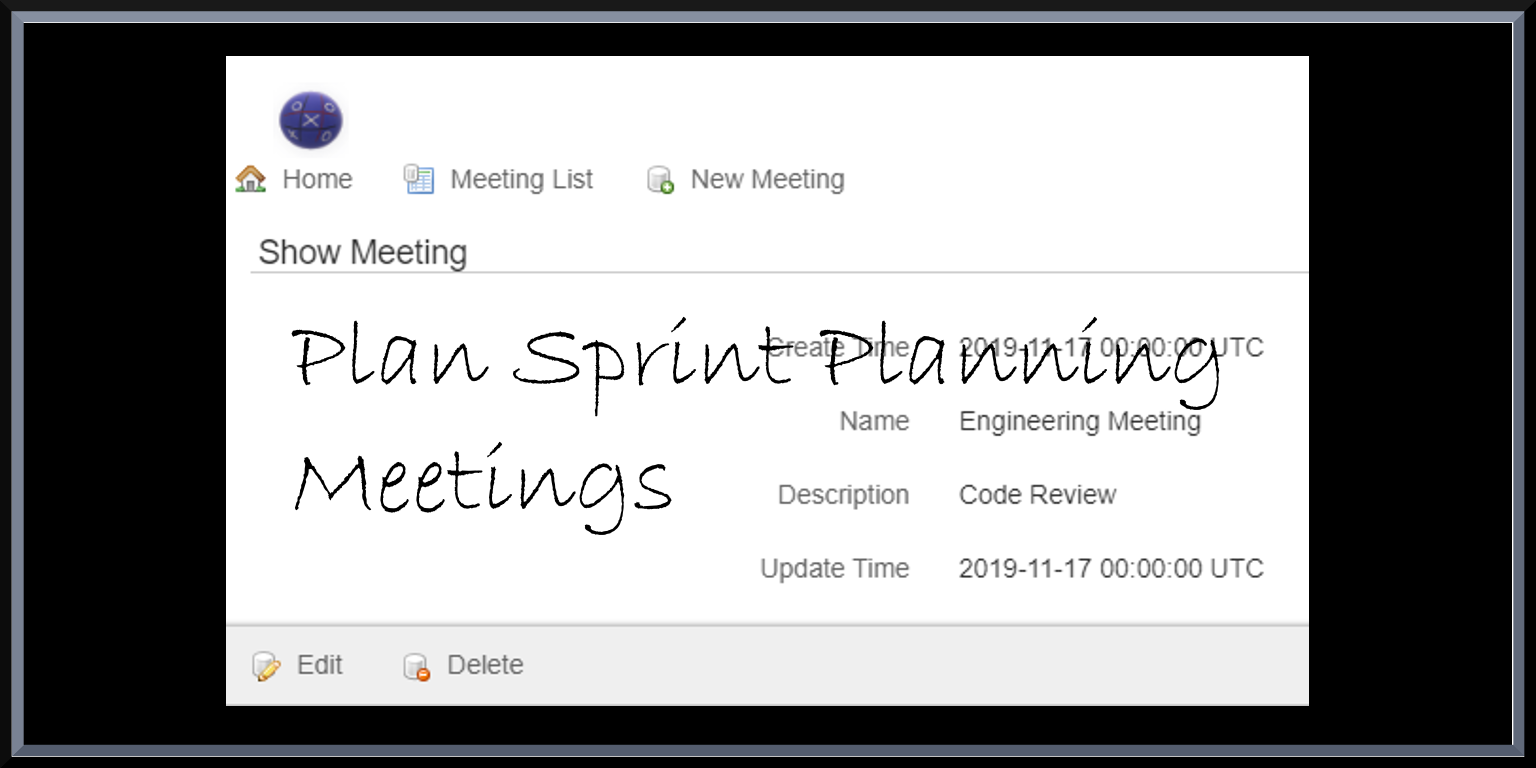 Home Meeting List New Meeting
Show Meeting
Plan Sprint Planning
Meetings
Create Time 2019-11-17 00:00:00 UTC
Name Engineering Meeting
Description Code Review
Update Time 2019-11-17 00:00:00 UTC
Edit Delete